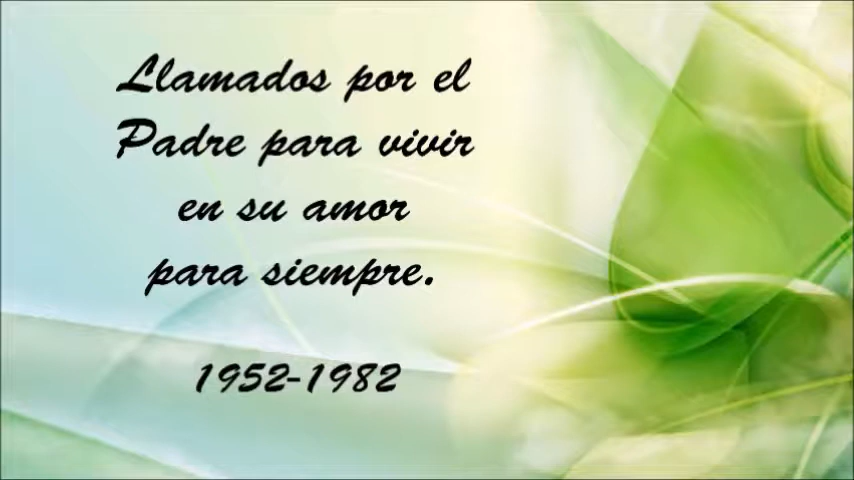 Llamados por el
Padre para vivir
en su amor
para siempre.
1952-1982